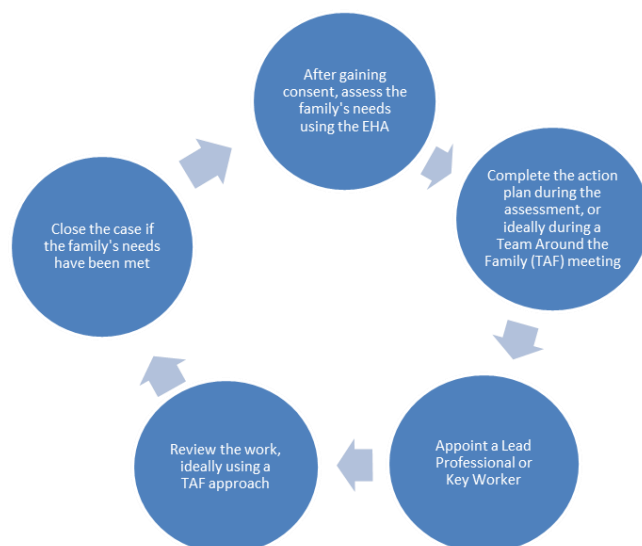 After gaining
consent, assess the
family's needs
using the EHA
Complete the action
plan during the
assessment, or
ideally during a
Team Around the
Family (TAF) meeting
Appoint a Lead
Professional or
Key Worker
Review the work,
ideally using a
TAF approach
Close the case if
the family's needs
have been met